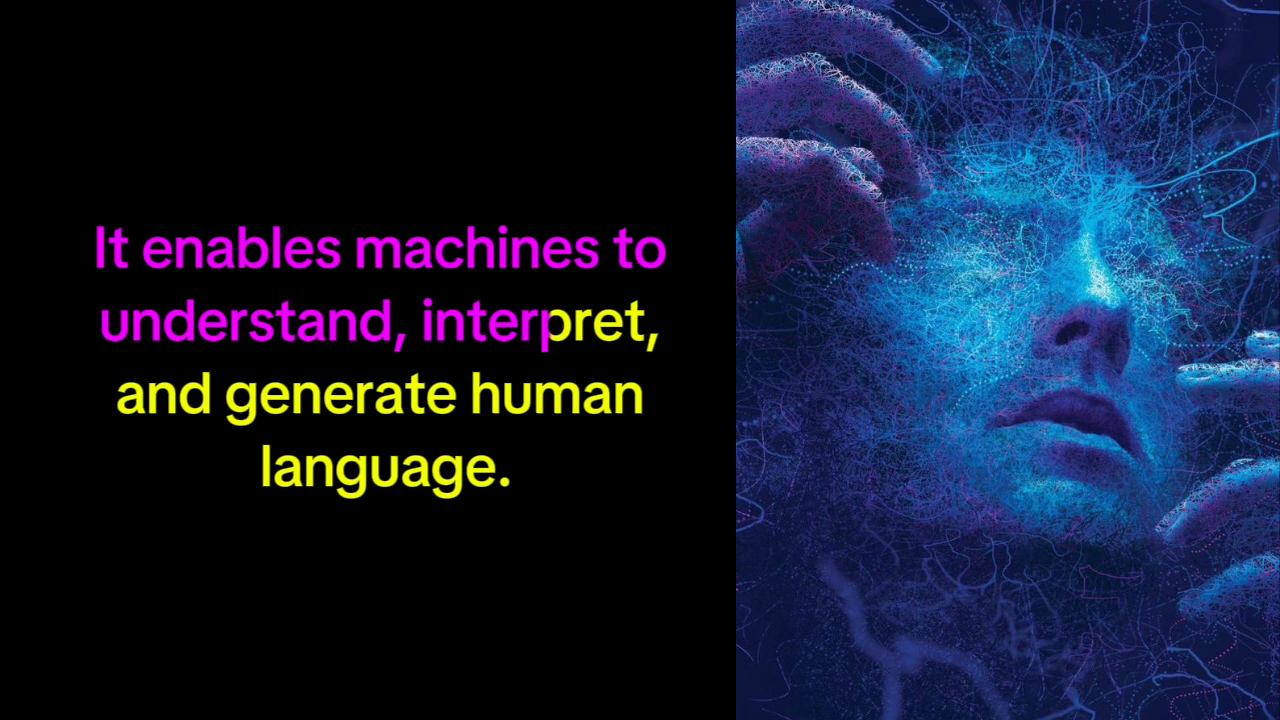 It enables machines to
understand, interpret,
and generate human
language.